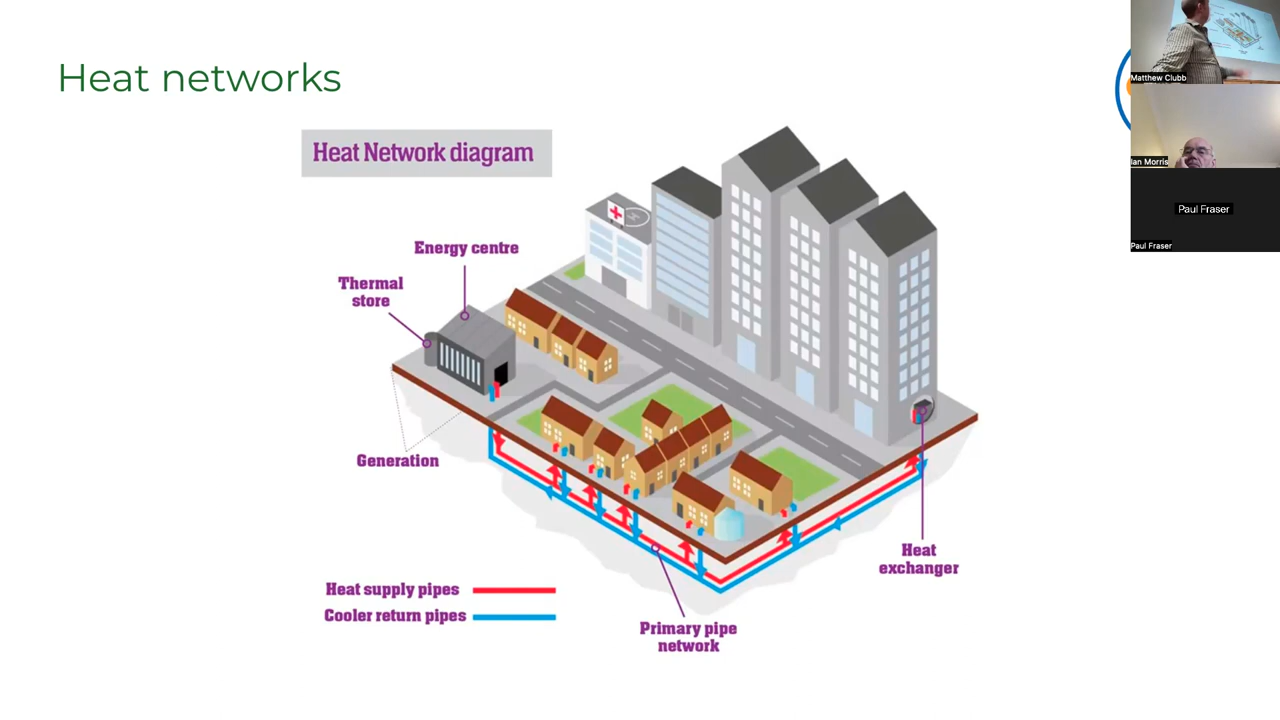 Heat networks
Heat Network diagram
Energy centre
Thermal
store
Generation
Heat
exchanger
Heat supply pipes
Cooler return pipes
Primary pipe
network
Matthew Clubb
Ian Morris
Paul Fraser
Paul Fraser